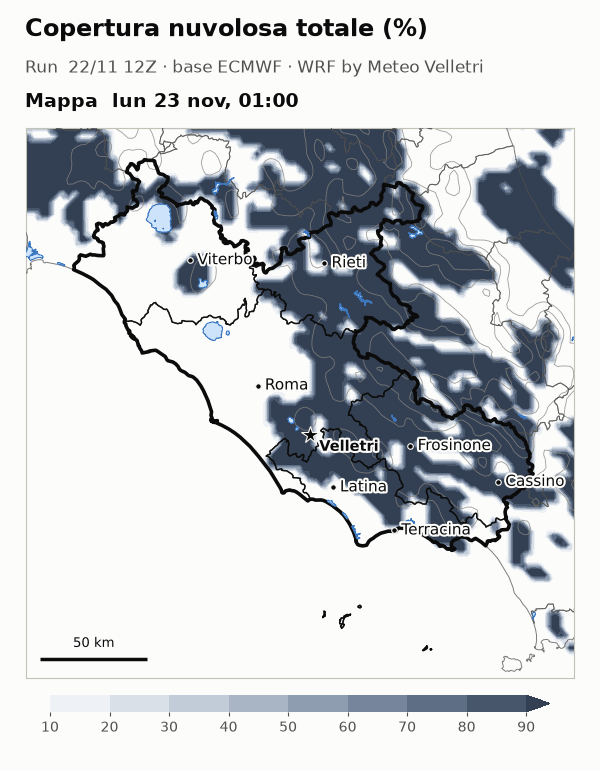 Copertura nuvolosa totale (%)
Run  22/11 12Z · base ECMWF · WRF by Meteo Velletri
Mappa  lun 23 nov, 01:00
Viterbo
Rieti
Roma
Velletri
Frosinone
Cassino
Latina
Terracina
50 km
10 20 30 40 50 60 70 80 90